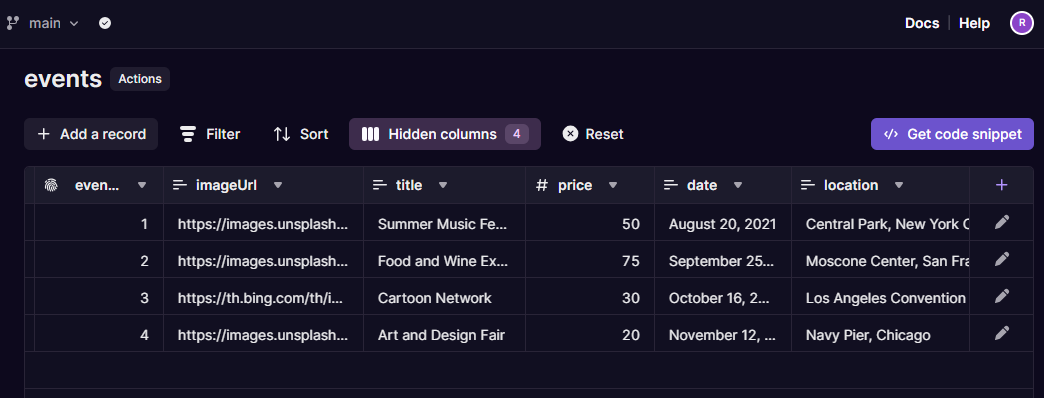 main
Docs Help R
events Actions
Add a record Filter Sort Hidden columns 4 Reset Get code snippet
even... imageUrl title # price date location +
1 https://images.unsplash... Summer Music Fe... 50 August 20, 2021 Central Park, New York C
2 https://images.unsplash... Food and Wine Ex... 75 September 25... Moscone Center, San Fra
3 https://th.bing.com/th/i... Cartoon Network 30 October 16, 2... Los Angeles Convention
4 https://images.unsplash... Art and Design Fair 20 November 12, ... Navy Pier, Chicago